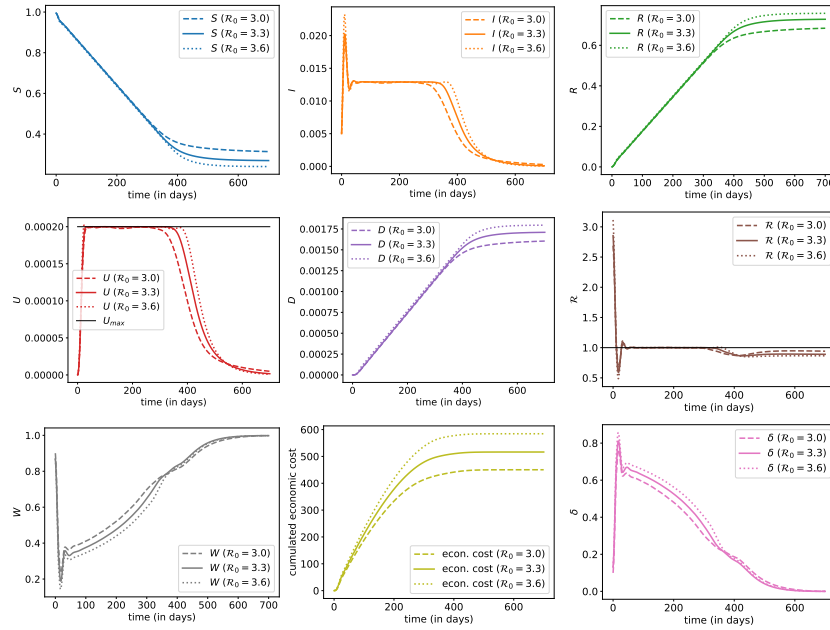 1.0
0.8
0.6
0.4
S
S (ℛ₀ = 3.0)
S (ℛ₀ = 3.3)
S (ℛ₀ = 3.6)
0 200 400 600
time (in days)
0.020
0.015
0.010
0.005
0.000
I
I (ℛ₀ = 3.0)
I (ℛ₀ = 3.3)
I (ℛ₀ = 3.6)
0 200 400 600
time (in days)
0.6
0.4
0.2
0.0
R
R (ℛ₀ = 3.0)
R (ℛ₀ = 3.3)
R (ℛ₀ = 3.6)
0 100 200 300 400 500 600 700
time (in days)
0.00020
0.00015
0.00010
0.00005
0.00000
U
U (ℛ₀ = 3.0)
U (ℛ₀ = 3.3)
U (ℛ₀ = 3.6)
Uₘₐₓ
0 200 400 600
time (in days)
0.00175
0.00150
0.00125
0.00100
0.00075
0.00050
0.00025
0.00000
D
D (ℛ₀ = 3.0)
D (ℛ₀ = 3.3)
D (ℛ₀ = 3.6)
0 200 400 600
time (in days)
3.0
2.5
2.0
1.5
1.0
0.5
ℛ
ℛ (ℛ₀ = 3.0)
ℛ (ℛ₀ = 3.3)
ℛ (ℛ₀ = 3.6)
0 200 400 600
time (in days)
1.0
0.8
0.6
0.4
0.2
W
W (ℛ₀ = 3.0)
W (ℛ₀ = 3.3)
W (ℛ₀ = 3.6)
0 100 200 300 400 500 600 700
time (in days)
600
500
400
300
200
100
0
cumulated economic cost
econ. cost (ℛ₀ = 3.0)
econ. cost (ℛ₀ = 3.3)
econ. cost (ℛ₀ = 3.6)
0 200 400 600
time (in days)
0.8
0.6
0.4
0.2
0.0
δ
δ (ℛ₀ = 3.0)
δ (ℛ₀ = 3.3)
δ (ℛ₀ = 3.6)
0 200 400 600
time (in days)